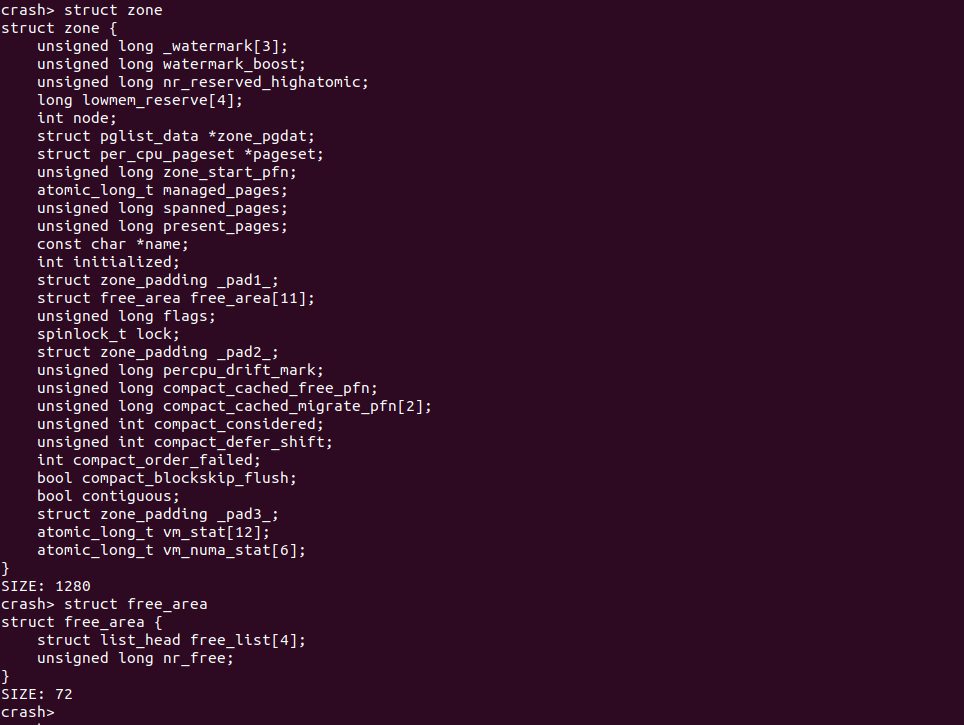 crash> struct zone
struct zone {
    unsigned long _watermark[3];
    unsigned long watermark_boost;
    unsigned long nr_reserved_highatomic;
    long lowmem_reserve[4];
    int node;
    struct pglist_data *zone_pgdat;
    struct per_cpu_pageset *pageset;
    unsigned long zone_start_pfn;
    atomic_long_t managed_pages;
    unsigned long spanned_pages;
    unsigned long present_pages;
    const char *name;
    int initialized;
    struct zone_padding _pad1_;
    struct free_area free_area[11];
    unsigned long flags;
    spinlock_t lock;
    struct zone_padding _pad2_;
    unsigned long percpu_drift_mark;
    unsigned long compact_cached_free_pfn;
    unsigned long compact_cached_migrate_pfn[2];
    unsigned int compact_considered;
    unsigned int compact_defer_shift;
    int compact_order_failed;
    bool compact_blockskip_flush;
    bool contiguous;
    struct zone_padding _pad3_;
    atomic_long_t vm_stat[12];
    atomic_long_t vm_numa_stat[6];
}
SIZE: 1280
crash> struct free_area
struct free_area {
    struct list_head free_list[4];
    unsigned long nr_free;
}
SIZE: 72
crash>